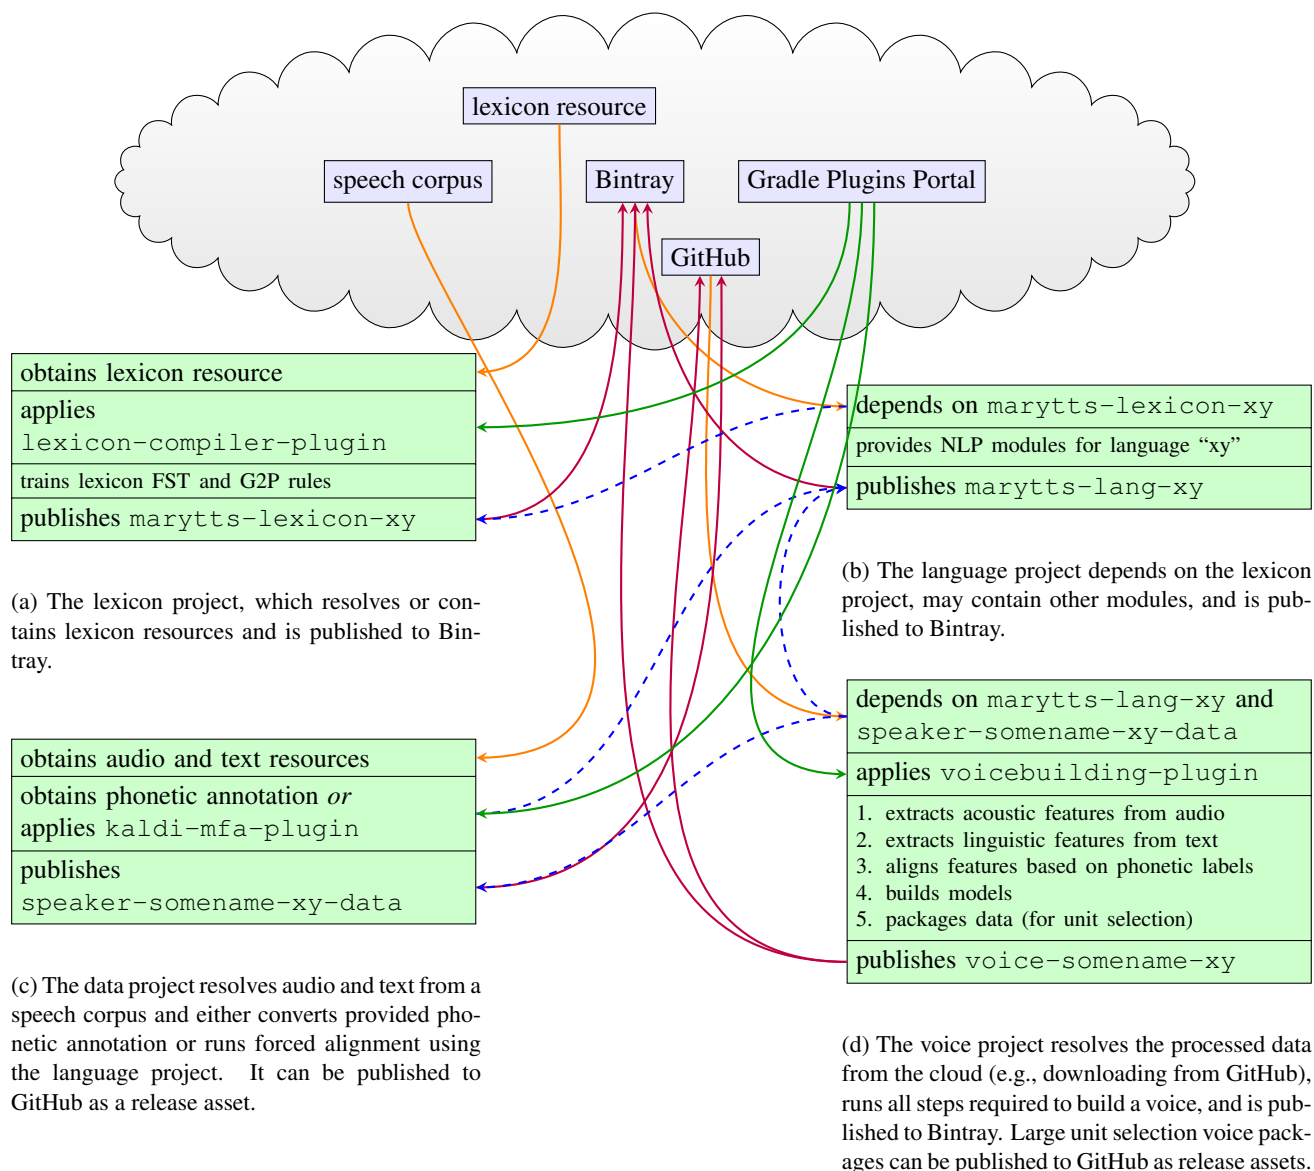 lexicon resource
speech corpus
Bintray
Gradle Plugins Portal
GitHub
obtains lexicon resource
applies
lexicon-compiler-plugin
trains lexicon FST and G2P rules
publishes marytts-lexicon-xy
(a) The lexicon project, which resolves or con-
tains lexicon resources and is published to Bin-
tray.
depends on marytts-lexicon-xy
provides NLP modules for language “xy”
publishes marytts-lang-xy
(b) The language project depends on the lexicon
project, may contain other modules, and is pub-
lished to Bintray.
obtains audio and text resources
obtains phonetic annotation or
applies kaldi-mfa-plugin
publishes
speaker-somename-xy-data
(c) The data project resolves audio and text from a
speech corpus and either converts provided pho-
netic annotation or runs forced alignment using
the language project. It can be published to
GitHub as a release asset.
depends on marytts-lang-xy and
speaker-somename-xy-data
applies voicebuilding-plugin
1. extracts acoustic features from audio
2. extracts linguistic features from text
3. aligns features based on phonetic labels
4. builds models
5. packages data (for unit selection)
publishes voice-somename-xy
(d) The voice project resolves the processed data
from the cloud (e.g., downloading from GitHub),
runs all steps required to build a voice, and is pub-
lished to Bintray. Large unit selection voice pack-
ages can be published to GitHub as release assets.